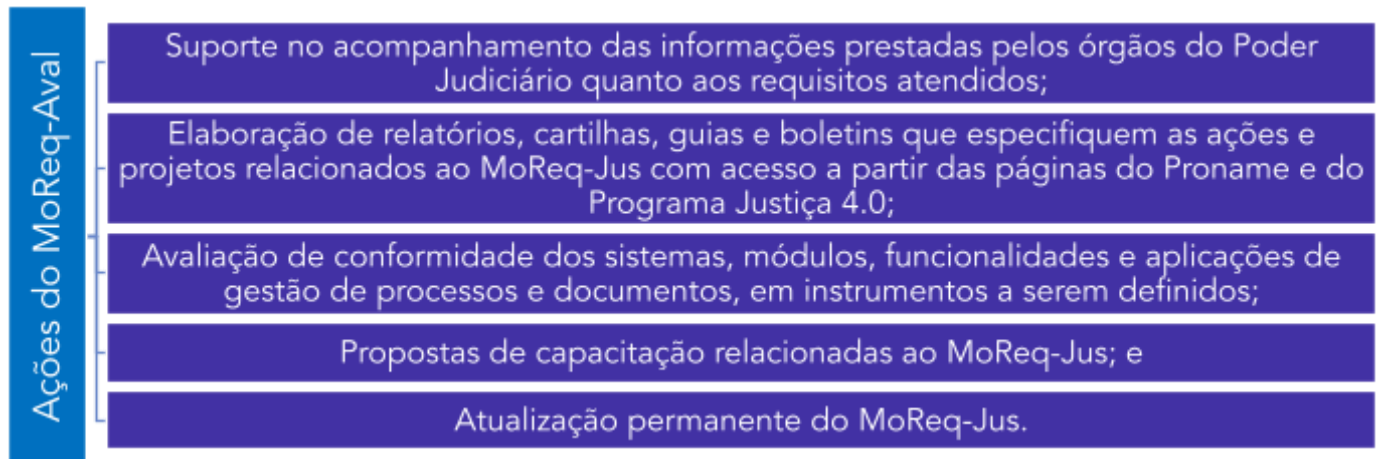 Ações do MoReq-Aval
Suporte no acompanhamento das informações prestadas pelos órgãos do Poder
Judiciário quanto aos requisitos atendidos;
Elaboração de relatórios, cartilhas, guias e boletins que especifiquem as ações e
projetos relacionados ao MoReq-Jus com acesso a partir das páginas do Proname e do
Programa Justiça 4.0;
Avaliação de conformidade dos sistemas, módulos, funcionalidades e aplicações de
gestão de processos e documentos, em instrumentos a serem definidos;
Propostas de capacitação relacionadas ao MoReq-Jus; e
Atualização permanente do MoReq-Jus.